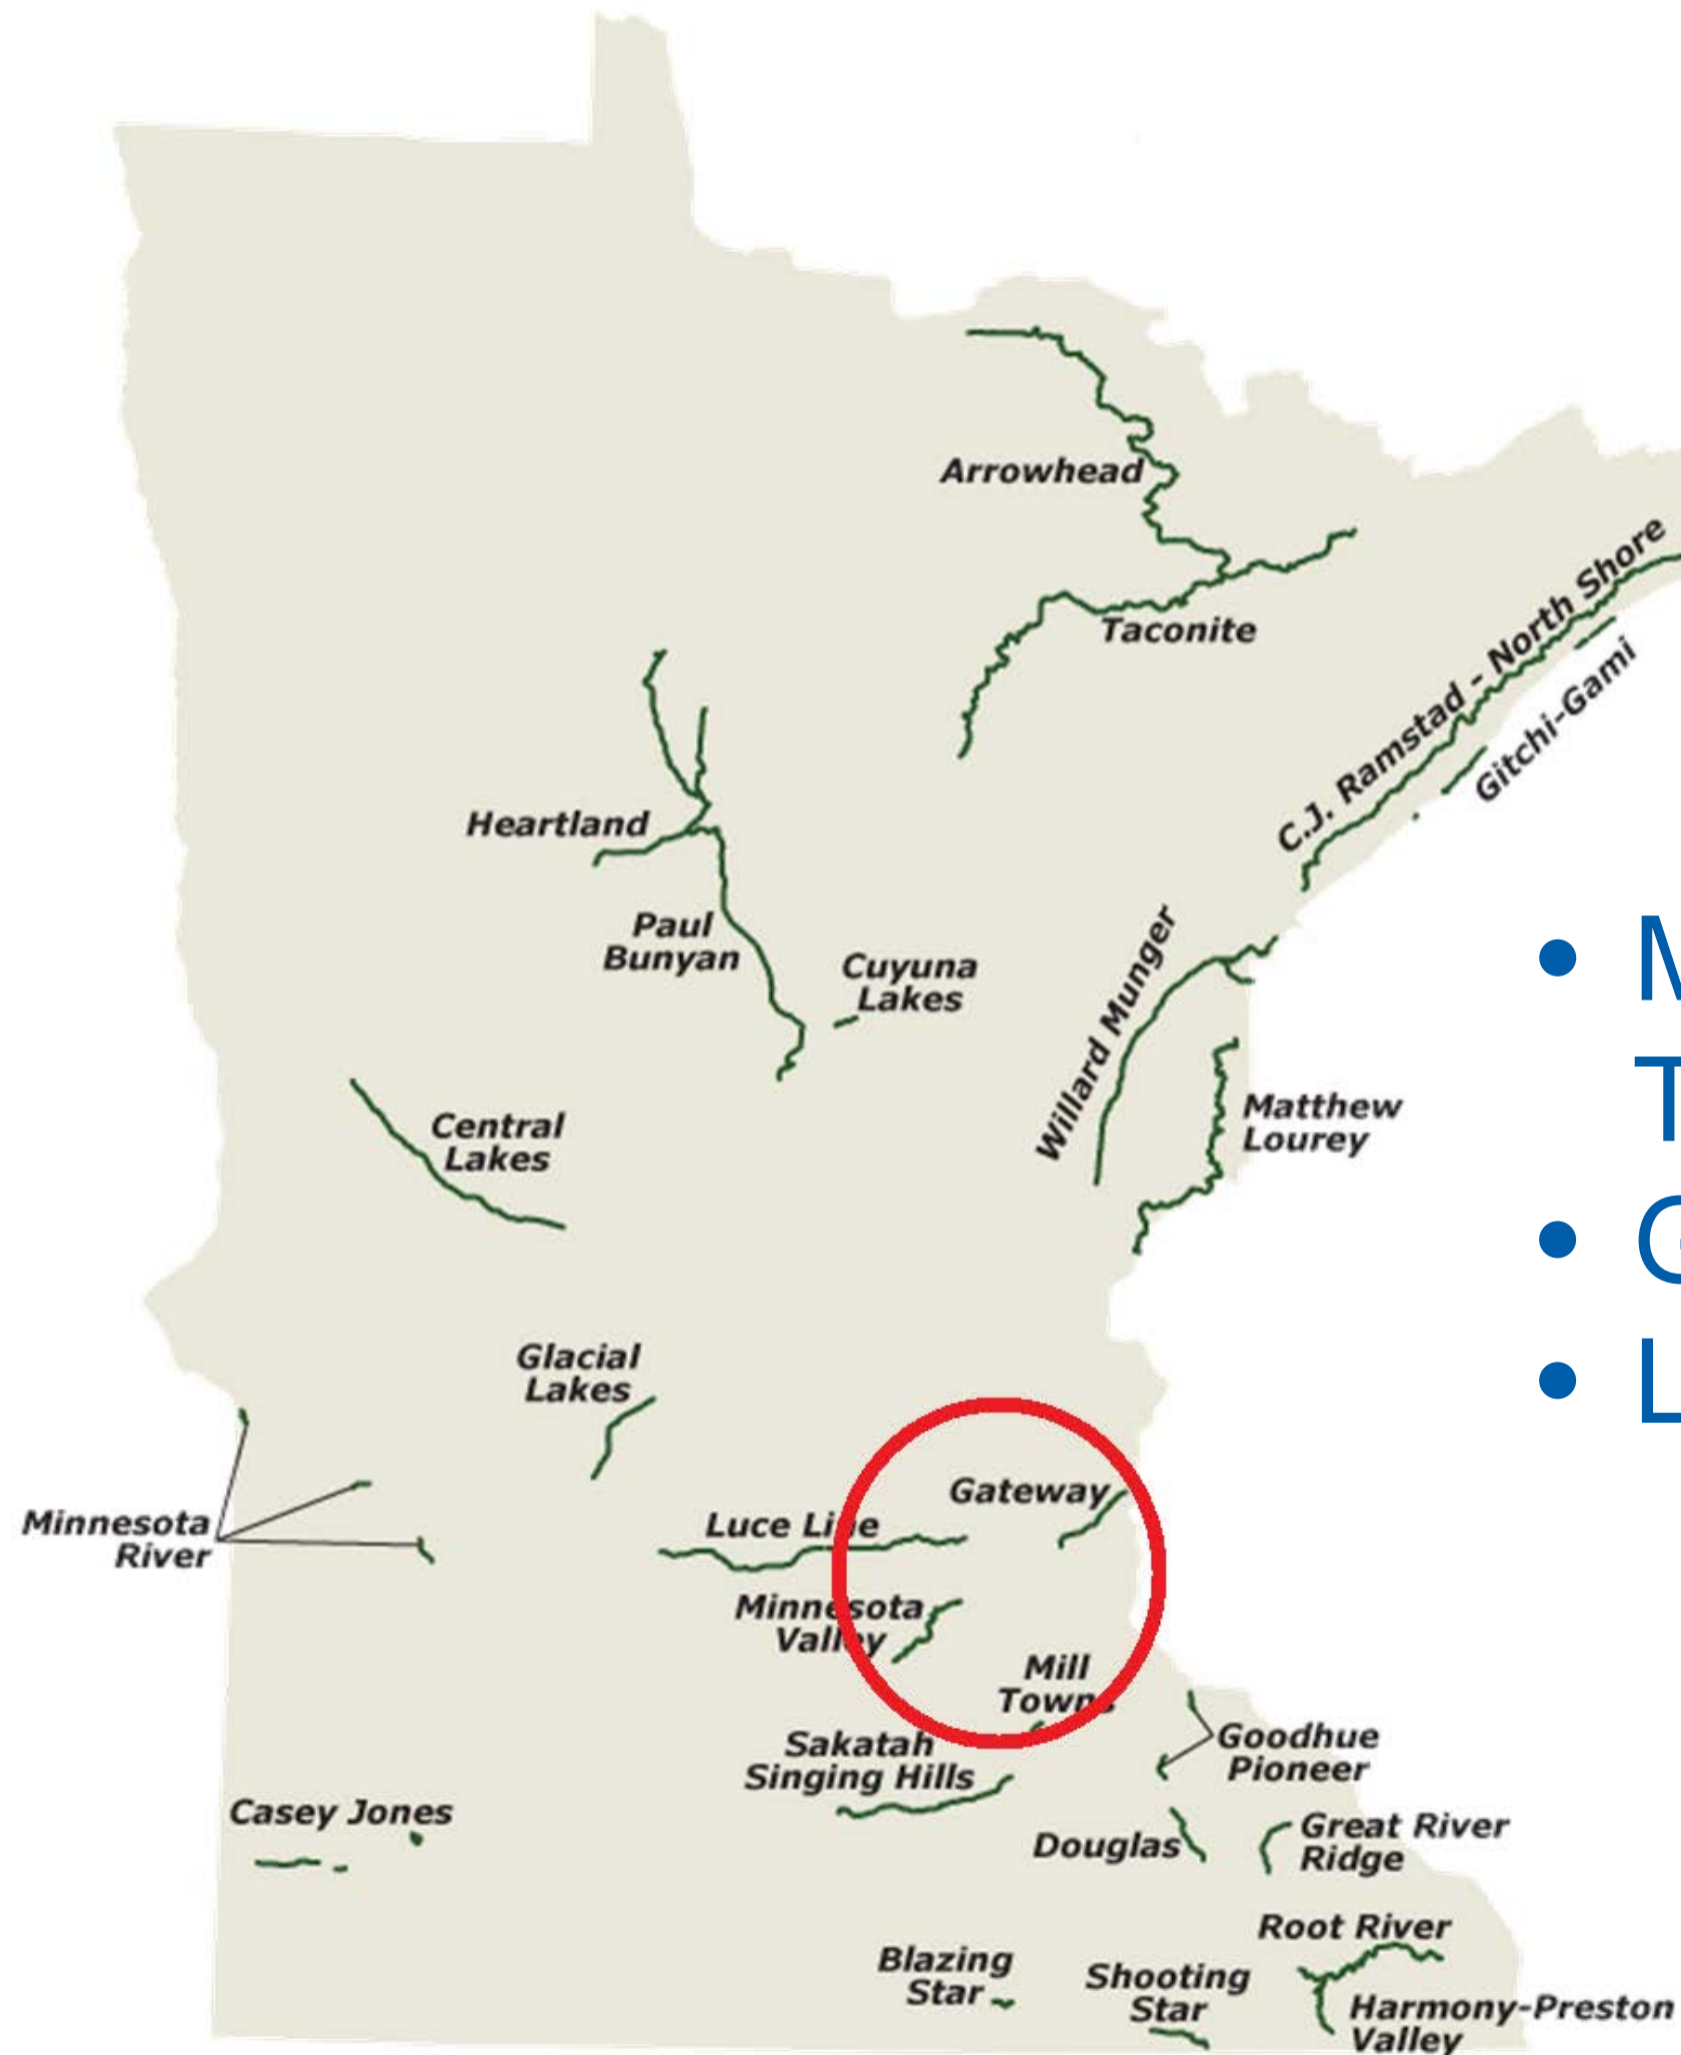 Arrowhead
Taconite
C.J. Ramstad - North Shore
Gitchi-Gami
Heartland
Paul
Bunyan
Cuyuna
Lakes
Willard Munger
Matthew
Lourey
Central
Lakes
Glacial
Lakes
Gateway
Luce Line
Minnesota
River
Minnesota
Valley
Mill
Towns
Sakatah
Singing Hills
Goodhue
Pioneer
Casey Jones
Douglas
Great River
Ridge
Root River
Blazing
Star
Shooting
Star
Harmony-Preston
Valley
• M
T
• G
• L